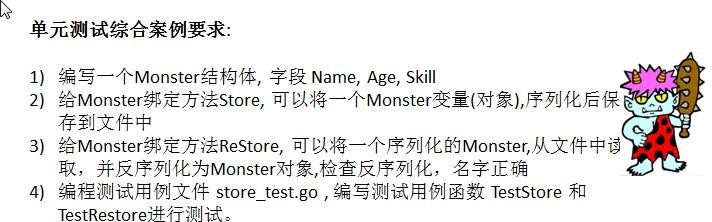 单元测试综合案例要求:
1) 编写一个Monster结构体, 字段 Name, Age, Skill
2) 给Monster绑定方法Store, 可以将一个Monster变量(对象),序列化后保
存到文件中
3) 给Monster绑定方法ReStore, 可以将一个序列化的Monster,从文件中读
取，并反序列化为Monster对象,检查反序列化，名字正确
4) 编程测试用例文件 store_test.go , 编写测试用例函数 TestStore 和
TestRestore进行测试。